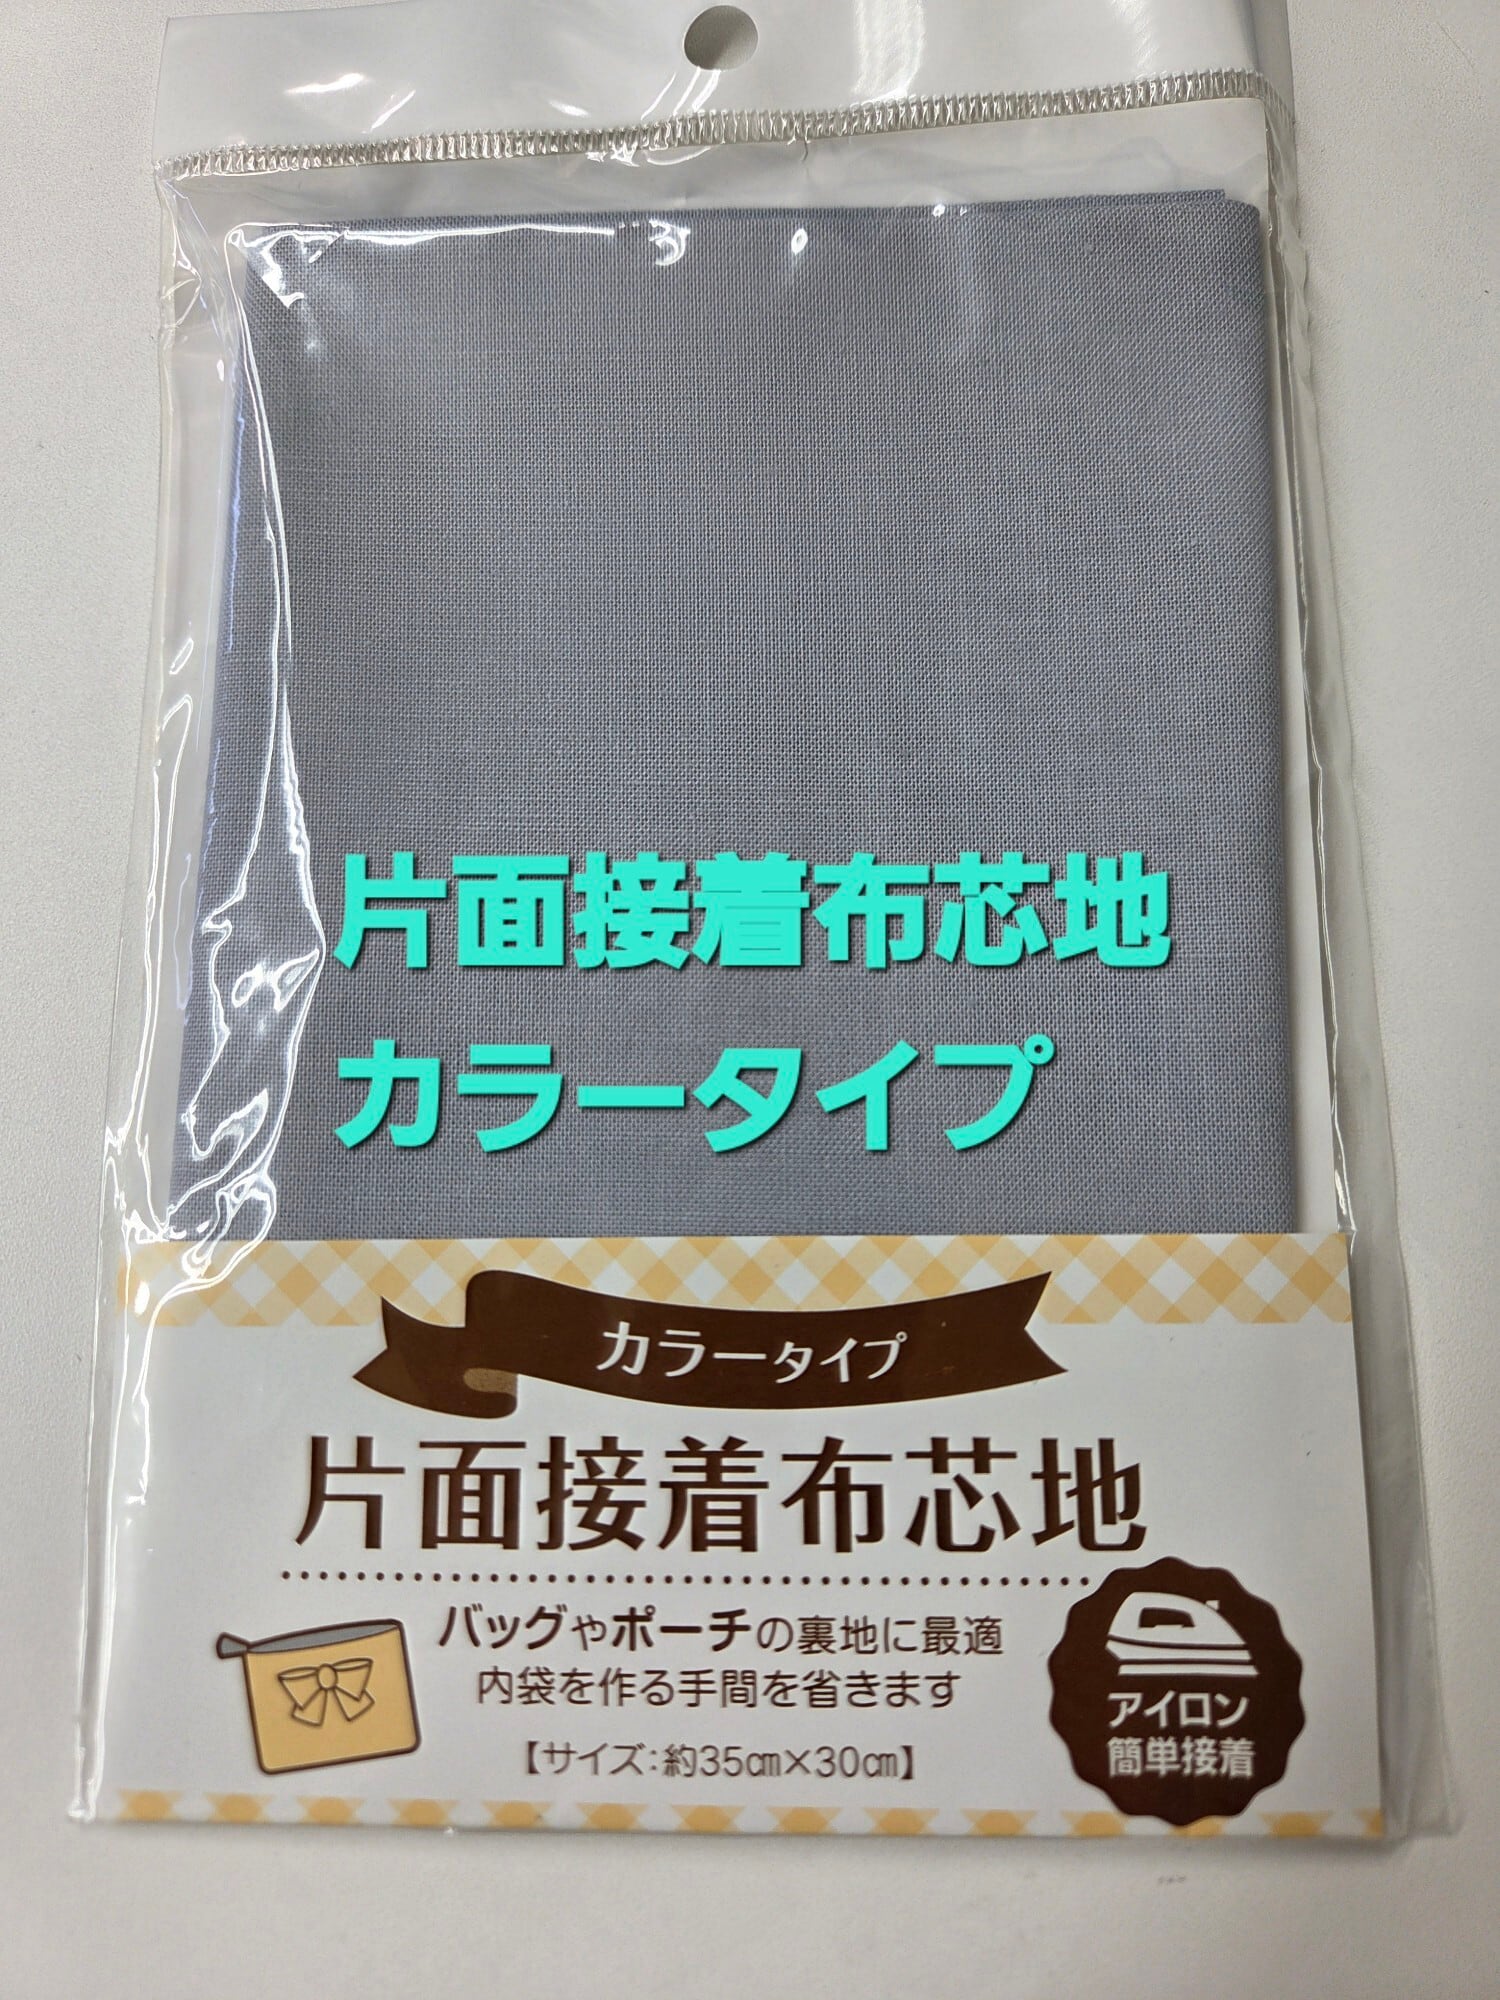 片面接着布芯地
カラータイプ
カラータイプ
片面接着布芯地
バッグやポーチの裏地に最適
内袋を作る手間を省きます
【サイズ:約35㎝×30㎝】
アイロン
簡単接着